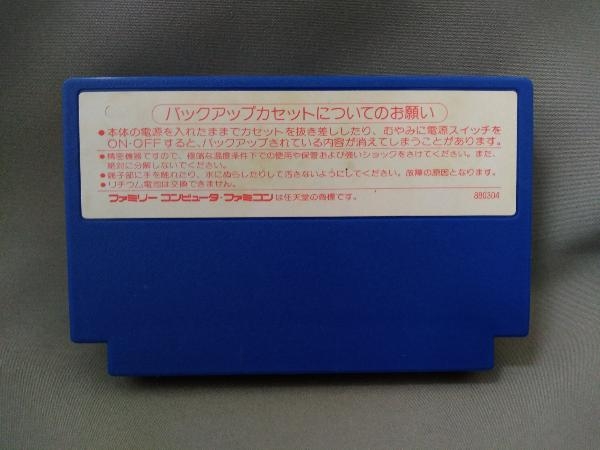 バックアップカセットについてのお願い
●本体の電源を入れたままでカセットを抜き差ししたり、むやみに電源スイッチを
ON・OFFすると、バックアップされている内容が消えてしまうことがあります。
●精密機器ですので、極端な温度条件下での使用や保管および強いショックをさけてください。また、
絶対に分解しないでください。
●端子部に手を触れたり、水にぬらしたりして汚さないようにしてください。故障の原因となります。
●リチウム電池は交換できません。
ファミリーコンピュータ・ファミコンは任天堂の商標です。 880304